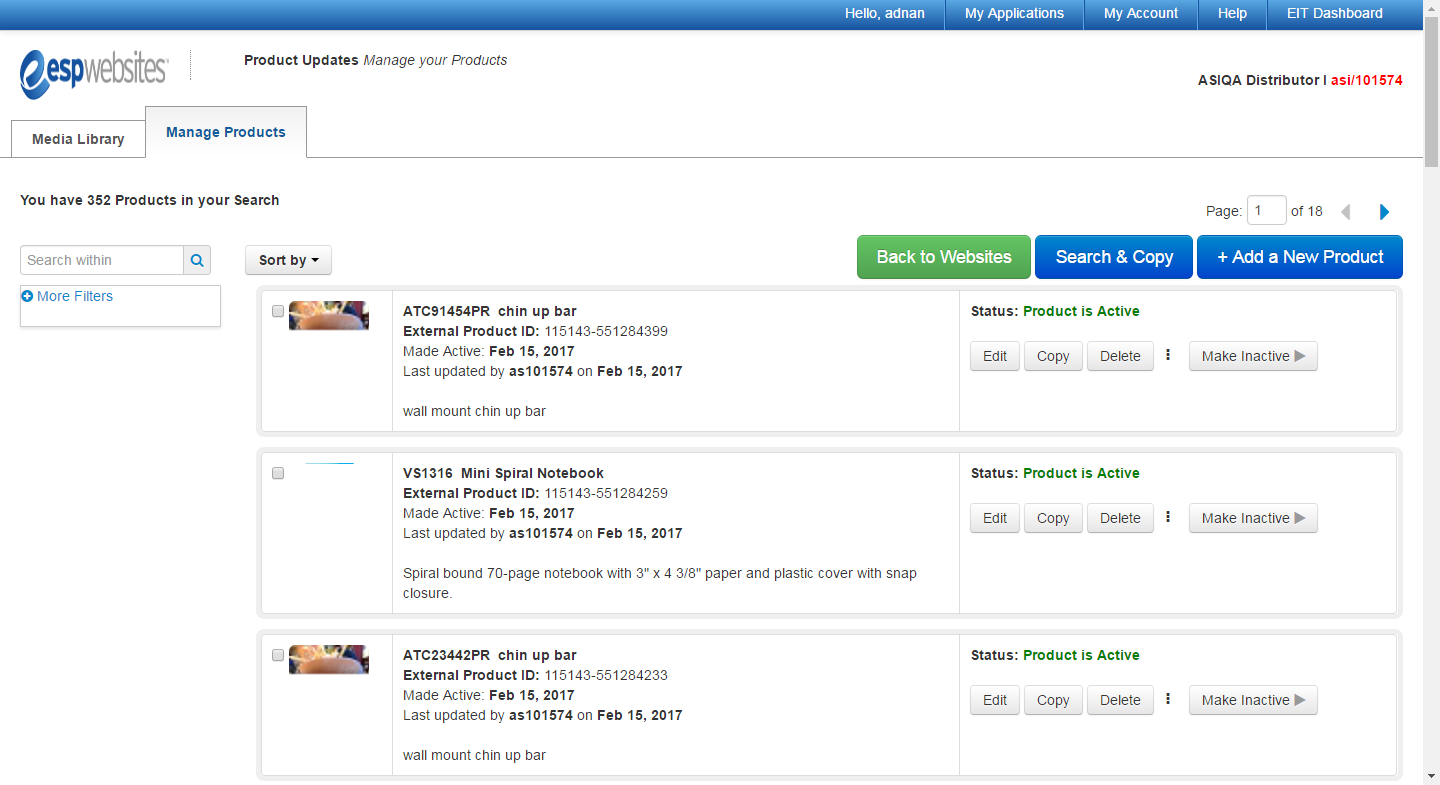 Hello, adnan My Applications My Account Help EIT Dashboard
espwebsites™
Product Updates Manage your Products
ASIQA Distributor I asi/101574
Media Library
Manage Products
You have 352 Products in your Search
Page: 1 of 18
Search within
Sort by
Back to Websites
Search & Copy
+ Add a New Product
More Filters
ATC91454PR chin up bar
External Product ID: 115143-551284399
Made Active: Feb 15, 2017
Last updated by as101574 on Feb 15, 2017
wall mount chin up bar
Status: Product is Active
Edit Copy Delete Make Inactive
VS1316 Mini Spiral Notebook
External Product ID: 115143-551284259
Made Active: Feb 15, 2017
Last updated by as101574 on Feb 15, 2017
Spiral bound 70-page notebook with 3" x 4 3/8" paper and plastic cover with snap
closure.
Status: Product is Active
Edit Copy Delete Make Inactive
ATC23442PR chin up bar
External Product ID: 115143-551284233
Made Active: Feb 15, 2017
Last updated by as101574 on Feb 15, 2017
wall mount chin up bar
Status: Product is Active
Edit Copy Delete Make Inactive